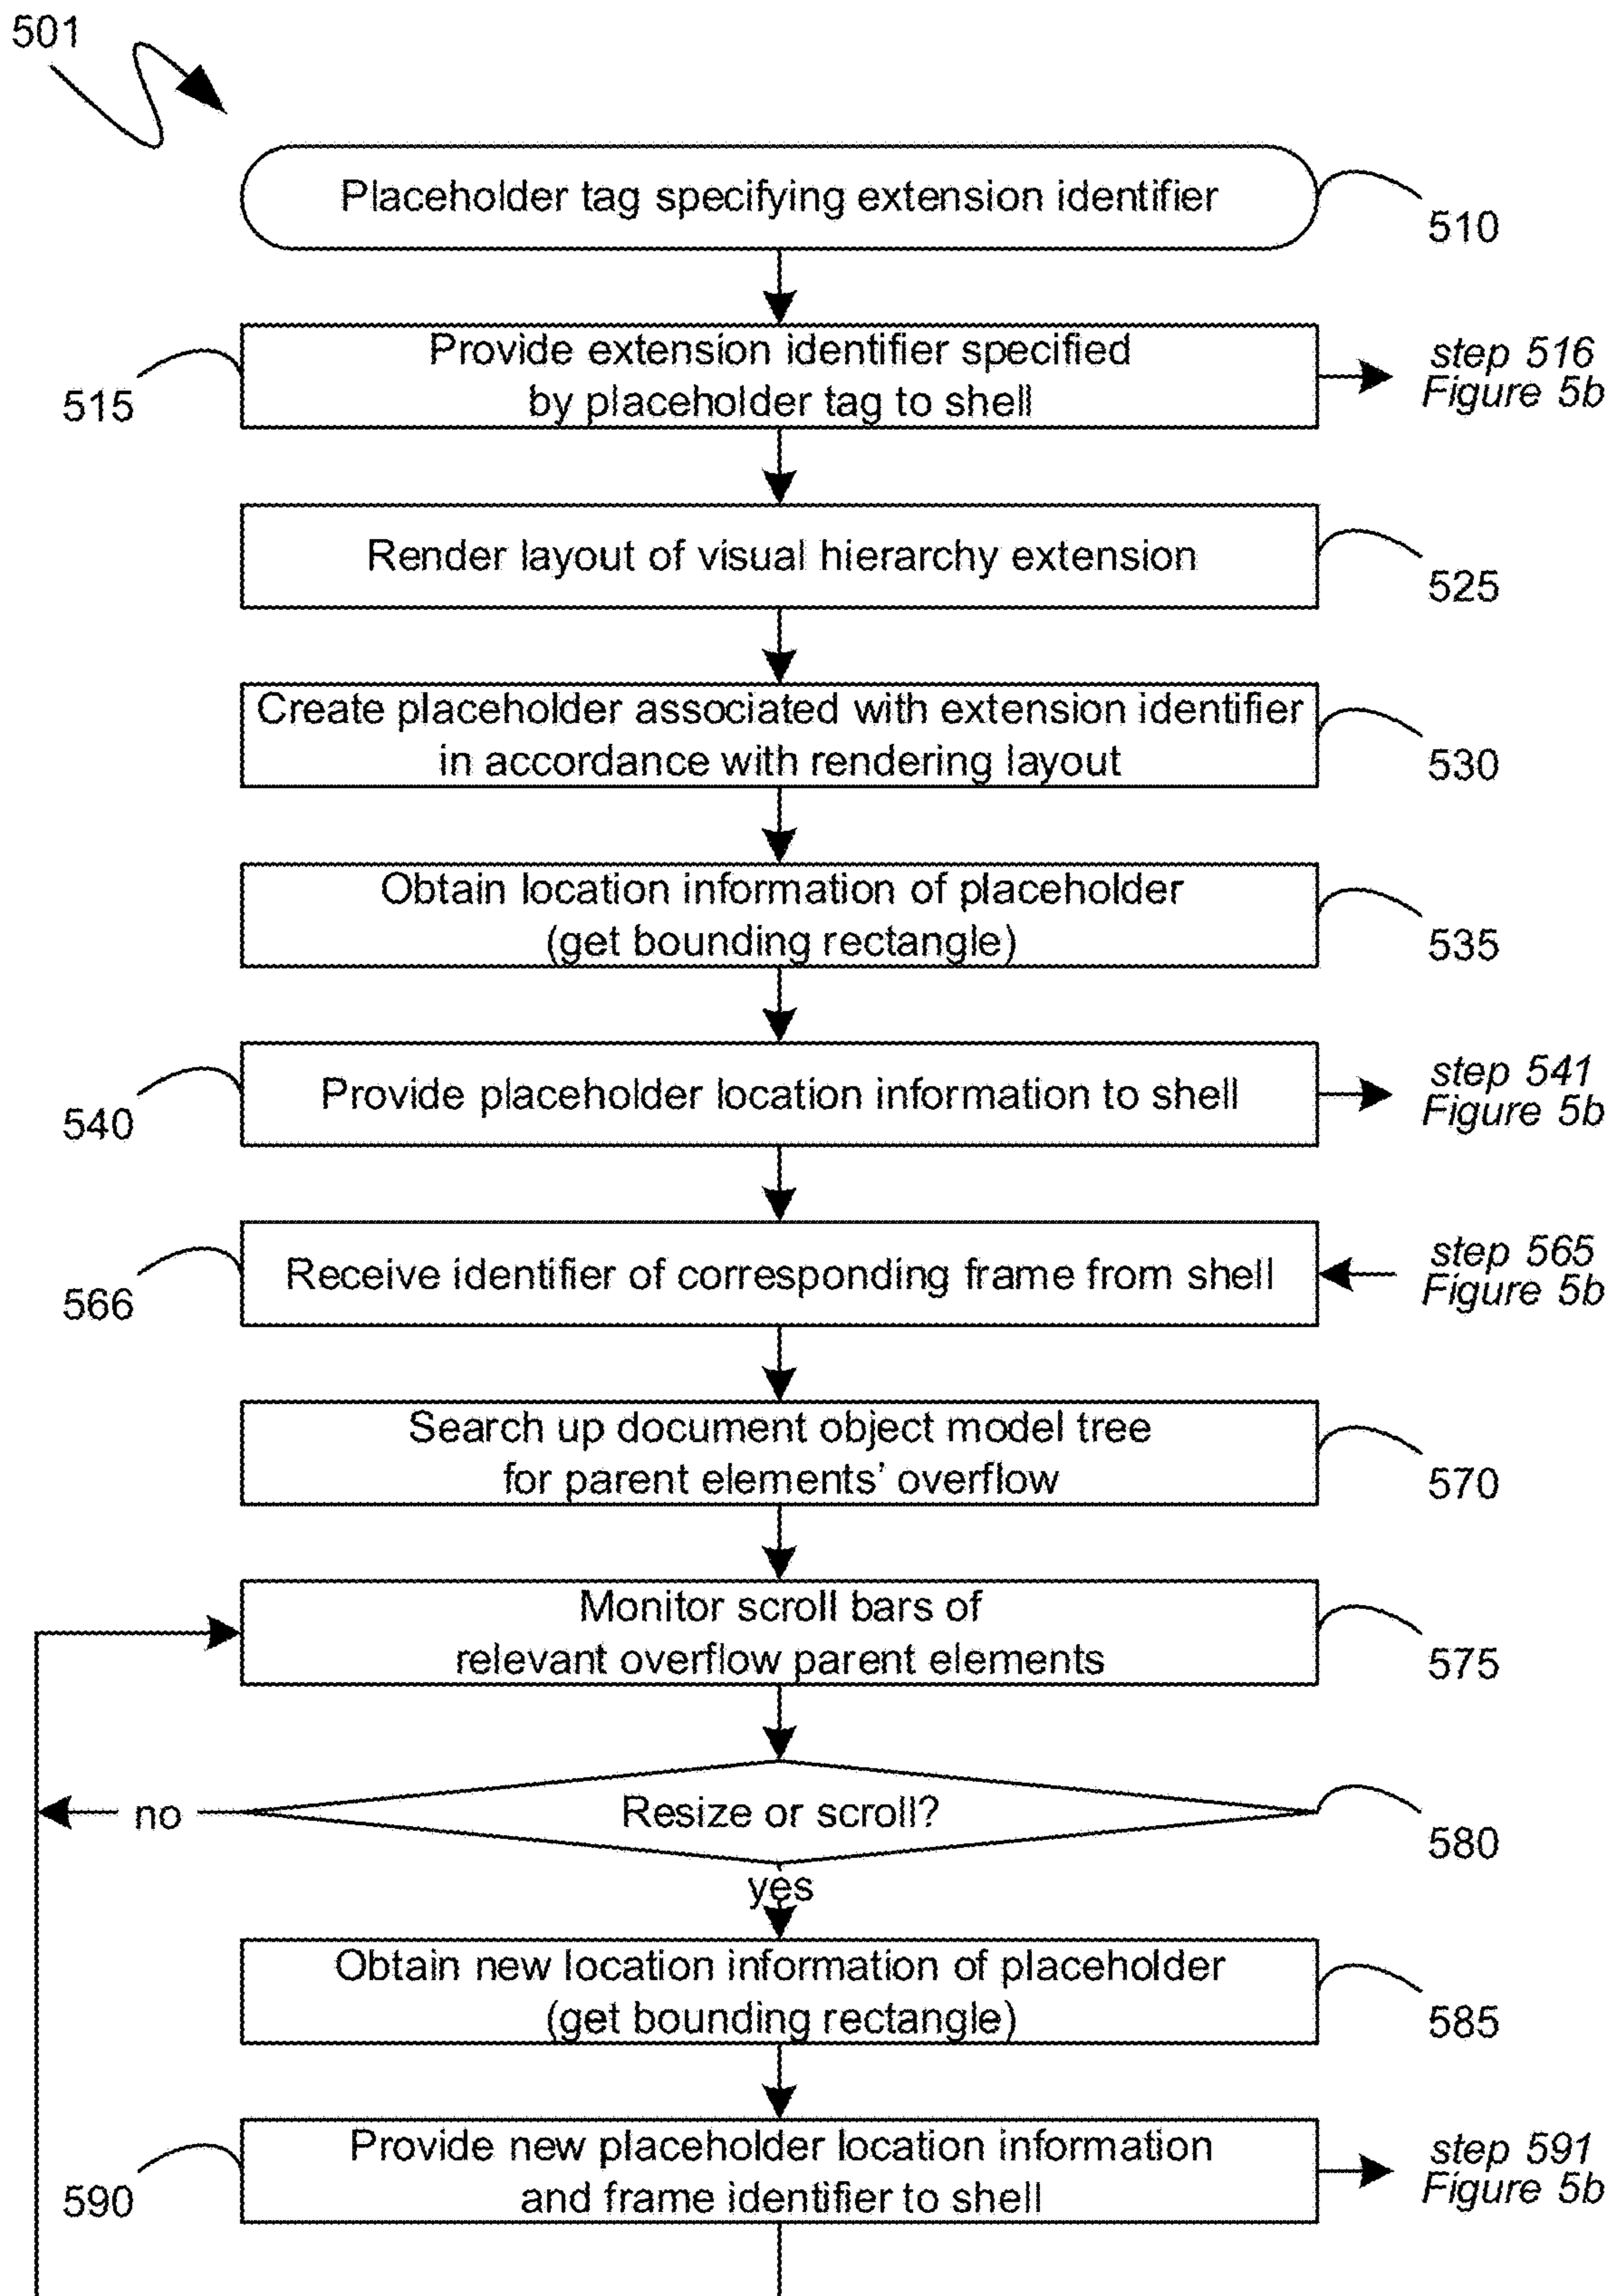 501
Placeholder tag specifying extension identifier
510
Provide extension identifier specified
by placeholder tag to shell
515
step 516
Figure 5b
Render layout of visual hierarchy extension
525
Create placeholder associated with extension identifier
in accordance with rendering layout
530
Obtain location information of placeholder
(get bounding rectangle)
535
Provide placeholder location information to shell
540
step 541
Figure 5b
Receive identifier of corresponding frame from shell
566
step 565
Figure 5b
Search up document object model tree
for parent elements’ overflow
570
Monitor scroll bars of
relevant overflow parent elements
575
Resize or scroll?
no
580
yes
Obtain new location information of placeholder
(get bounding rectangle)
585
Provide new placeholder location information
and frame identifier to shell
590
step 591
Figure 5b